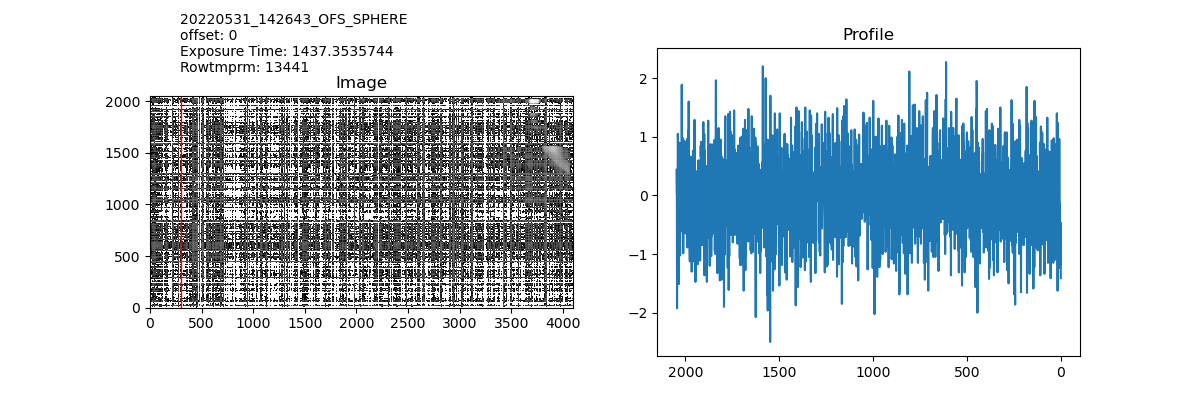 20220531_142643_OFS_SPHERE
offset: 0
Exposure Time: 1437.3535744
Rowtmprm: 13441
Image
2000
1500
1000
500
0
0 500 1000 1500 2000 2500 3000 3500 4000
Profile
2
1
0
−1
−2
2000 1500 1000 500 0